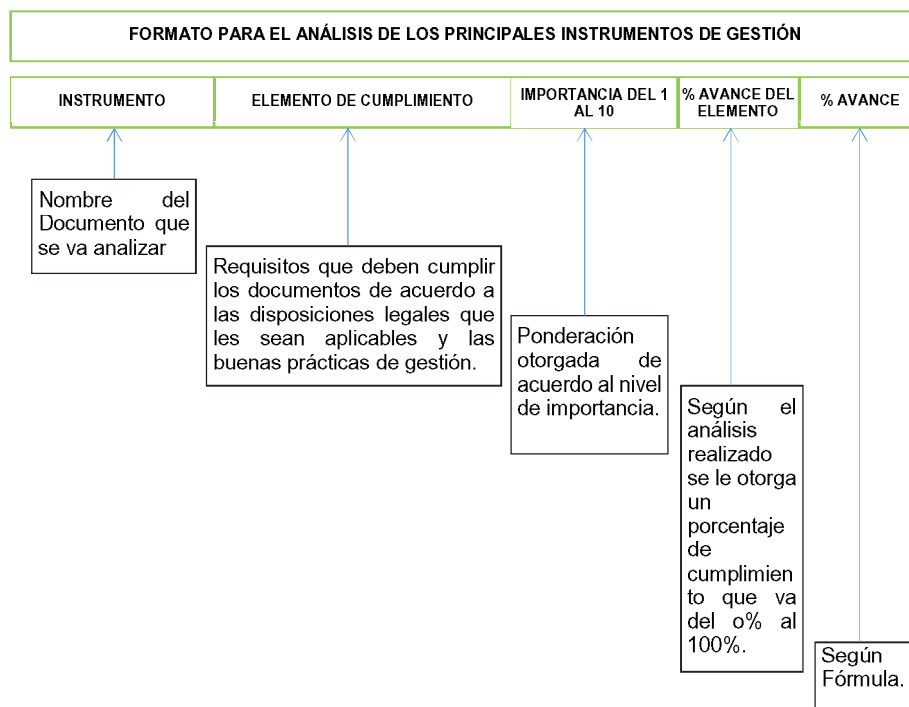 FORMATO PARA EL ANÁLISIS DE LOS PRINCIPALES INSTRUMENTOS DE GESTIÓN
INSTRUMENTO
ELEMENTO DE CUMPLIMIENTO
IMPORTANCIA DEL 1
AL 10
% AVANCE DEL
ELEMENTO
% AVANCE
Nombre del
Documento que
se va analizar
Requisitos que deben cumplir
los documentos de acuerdo a
las disposiciones legales que
les sean aplicables y las
buenas prácticas de gestión.
Ponderación
otorgada de
acuerdo al nivel
de importancia.
Según el
análisis
realizado
se le otorga
un
porcentaje
de
cumplimien
to que va
del o% al
100%.
Según
Fórmula.